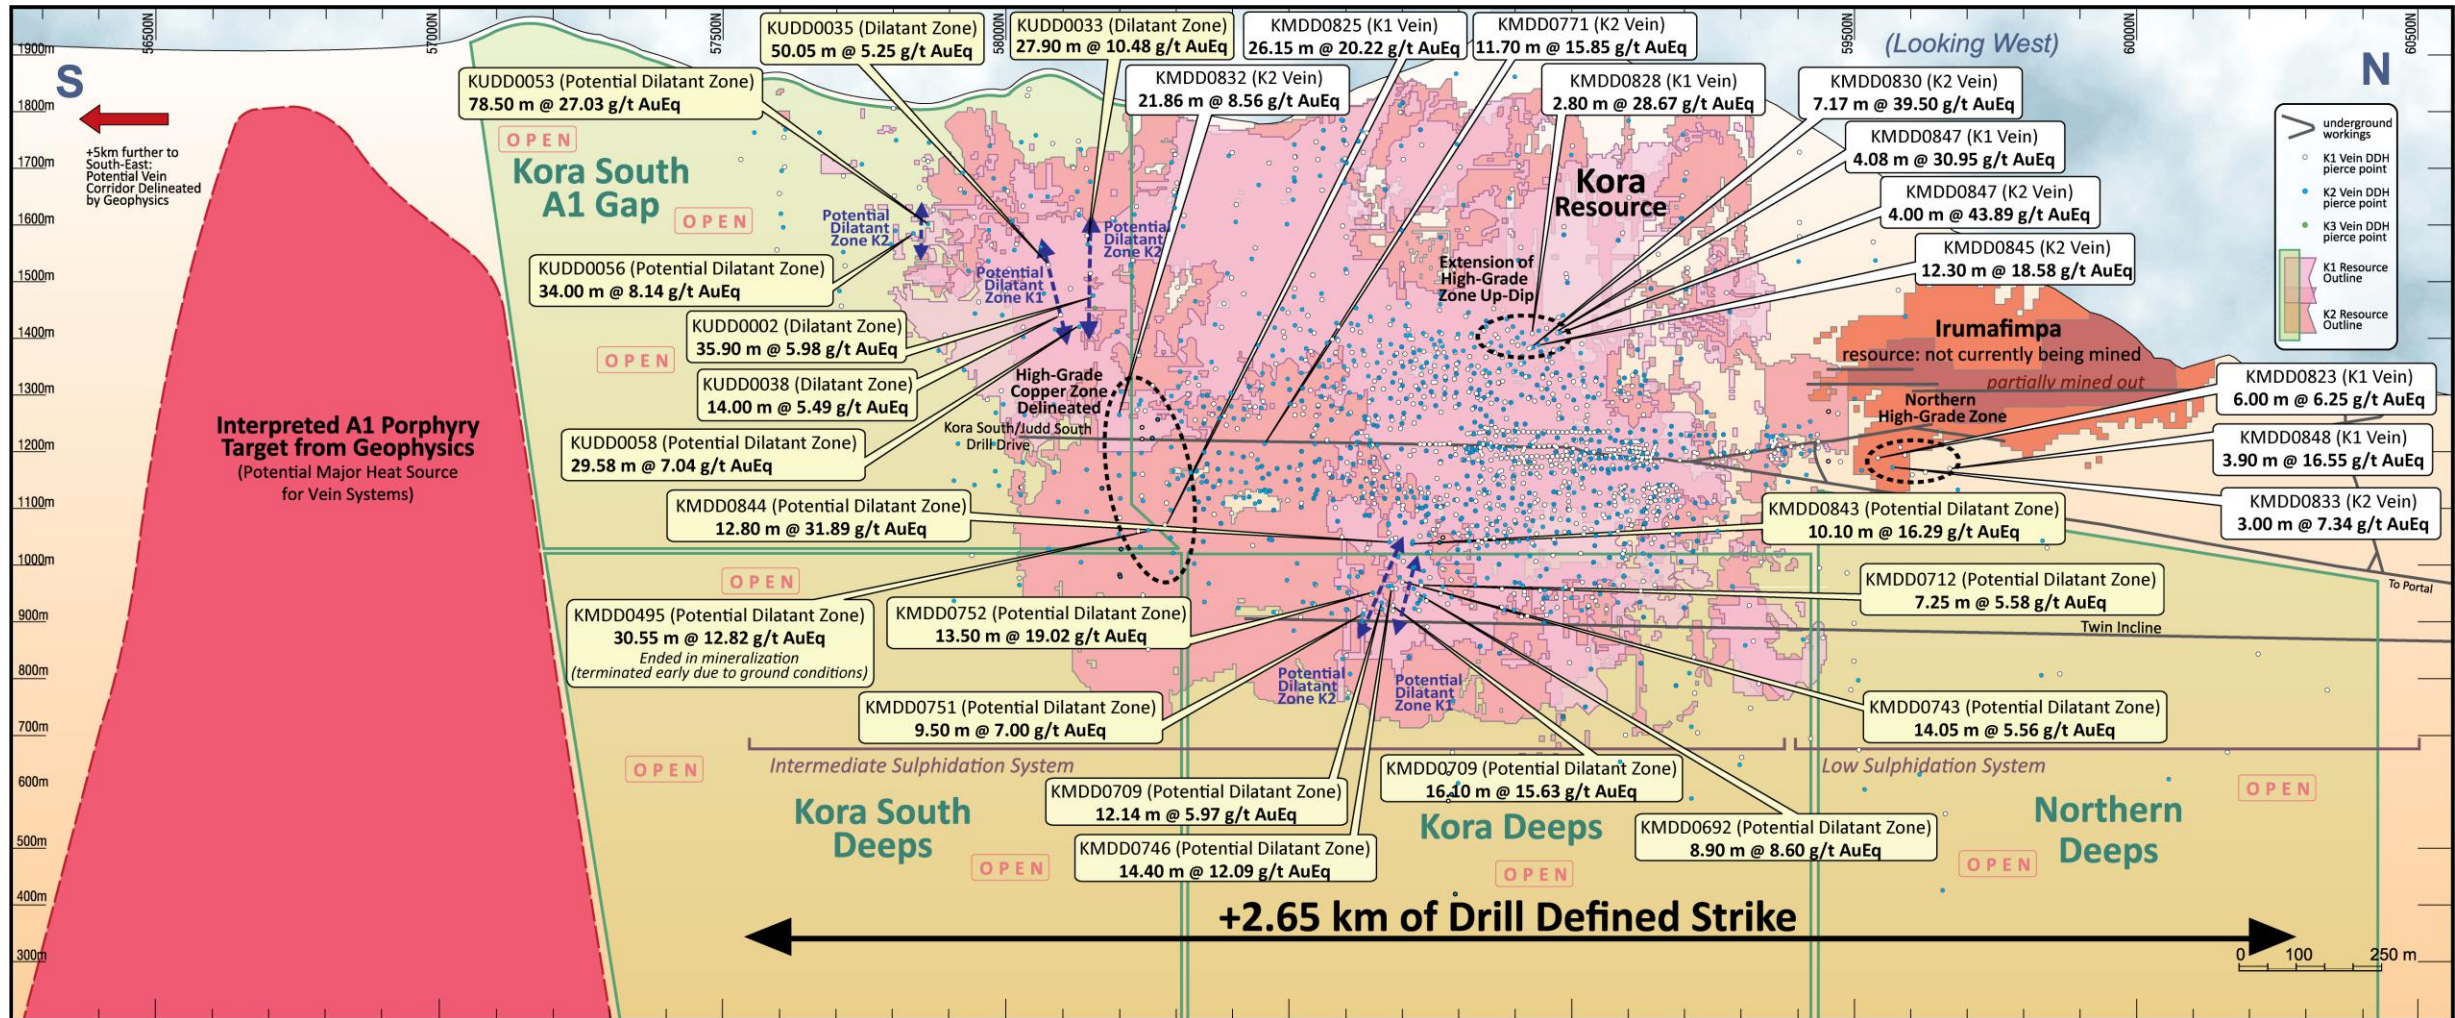 56500N
57000N
57500N
58000N
59500N
60000N
60500N
1900m
1800m
1700m
1600m
1500m
1400m
1300m
1200m
1100m
1000m
900m
800m
700m
600m
500m
400m
300m
S
N
(Looking West)
+5km further to
South-East:
Potential Vein
Corridor Delineated
by Geophysics
KUDD0035 (Dilatant Zone)
50.05 m @ 5.25 g/t AuEq
KUDD0033 (Dilatant Zone)
27.90 m @ 10.48 g/t AuEq
KMDD0825 (K1 Vein)
26.15 m @ 20.22 g/t AuEq
KMDD0771 (K2 Vein)
11.70 m @ 15.85 g/t AuEq
KUDD0053 (Potential Dilatant Zone)
78.50 m @ 27.03 g/t AuEq
KMDD0832 (K2 Vein)
21.86 m @ 8.56 g/t AuEq
KMDD0828 (K1 Vein)
2.80 m @ 28.67 g/t AuEq
KMDD0830 (K2 Vein)
7.17 m @ 39.50 g/t AuEq
KMDD0847 (K1 Vein)
4.08 m @ 30.95 g/t AuEq
KMDD0847 (K2 Vein)
4.00 m @ 43.89 g/t AuEq
KMDD0845 (K2 Vein)
12.30 m @ 18.58 g/t AuEq
underground
workings
K1 Vein DDH
pierce point
K2 Vein DDH
pierce point
K3 Vein DDH
pierce point
K1 Resource
Outline
K2 Resource
Outline
OPEN
Kora South
A1 Gap
OPEN
Kora
Resource
Potential
Dilatant
Zone K2
Potential
Dilatant
Zone K2
Potential
Dilatant
Zone K1
Extension of
High-Grade
Zone Up-Dip
KUDD0056 (Potential Dilatant Zone)
34.00 m @ 8.14 g/t AuEq
KUDD0002 (Dilatant Zone)
35.90 m @ 5.98 g/t AuEq
OPEN
KUDD0038 (Dilatant Zone)
14.00 m @ 5.49 g/t AuEq
KUDD0058 (Potential Dilatant Zone)
29.58 m @ 7.04 g/t AuEq
High-Grade
Copper Zone
Delineated
Kora South/Judd South
Drill Drive
Irumafimpa
resource: not currently being mined
partially mined out
Northern
High-Grade Zone
KMDD0823 (K1 Vein)
6.00 m @ 6.25 g/t AuEq
KMDD0848 (K1 Vein)
3.90 m @ 16.55 g/t AuEq
KMDD0833 (K2 Vein)
3.00 m @ 7.34 g/t AuEq
Interpreted A1 Porphyry
Target from Geophysics
(Potential Major Heat Source
for Vein Systems)
KMDD0844 (Potential Dilatant Zone)
12.80 m @ 31.89 g/t AuEq
KMDD0843 (Potential Dilatant Zone)
10.10 m @ 16.29 g/t AuEq
OPEN
KMDD0495 (Potential Dilatant Zone)
30.55 m @ 12.82 g/t AuEq
Ended in mineralization
(terminated early due to ground conditions)
KMDD0752 (Potential Dilatant Zone)
13.50 m @ 19.02 g/t AuEq
KMDD0712 (Potential Dilatant Zone)
7.25 m @ 5.58 g/t AuEq
To Portal
Twin Incline
Potential
Dilatant
Zone K2
Potential
Dilatant
Zone K1
KMDD0751 (Potential Dilatant Zone)
9.50 m @ 7.00 g/t AuEq
KMDD0743 (Potential Dilatant Zone)
14.05 m @ 5.56 g/t AuEq
OPEN
Intermediate Sulphidation System
Low Sulphidation System
KMDD0709 (Potential Dilatant Zone)
16.10 m @ 15.63 g/t AuEq
KMDD0709 (Potential Dilatant Zone)
12.14 m @ 5.97 g/t AuEq
OPEN
Kora South
Deeps
Kora Deeps
Northern
Deeps
KMDD0692 (Potential Dilatant Zone)
8.90 m @ 8.60 g/t AuEq
KMDD0746 (Potential Dilatant Zone)
14.40 m @ 12.09 g/t AuEq
OPEN
OPEN
OPEN
+2.65 km of Drill Defined Strike
0 100 250 m